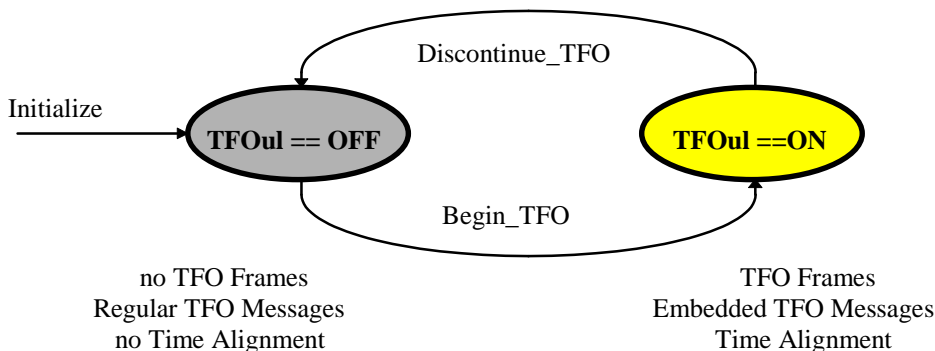 Discontinue_TFO
Initialize
TFOul == OFF
TFOul ==ON
Begin_TFO
no TFO Frames
Regular TFO Messages
no Time Alignment
TFO Frames
Embedded TFO Messages
Time Alignment